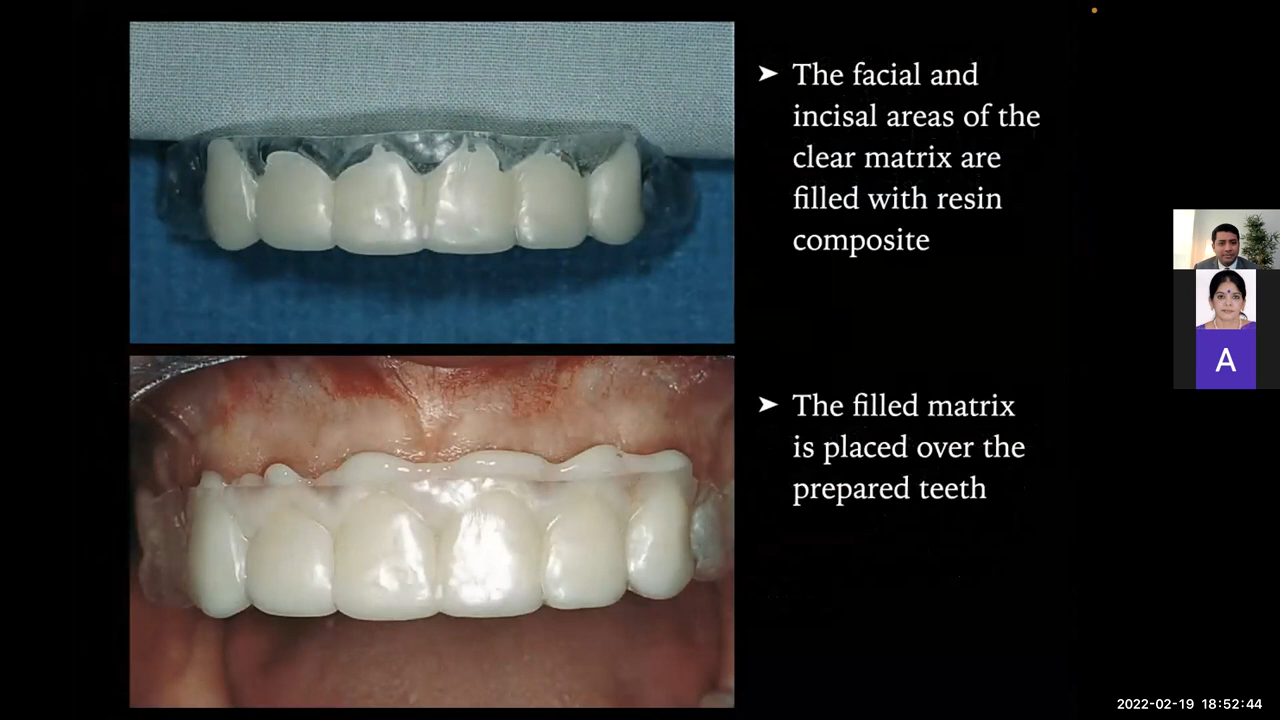 ➤ The facial and
incisal areas of the
clear matrix are
filled with resin
composite
➤ The filled matrix
is placed over the
prepared teeth
A
2022-02-19 18:52:44